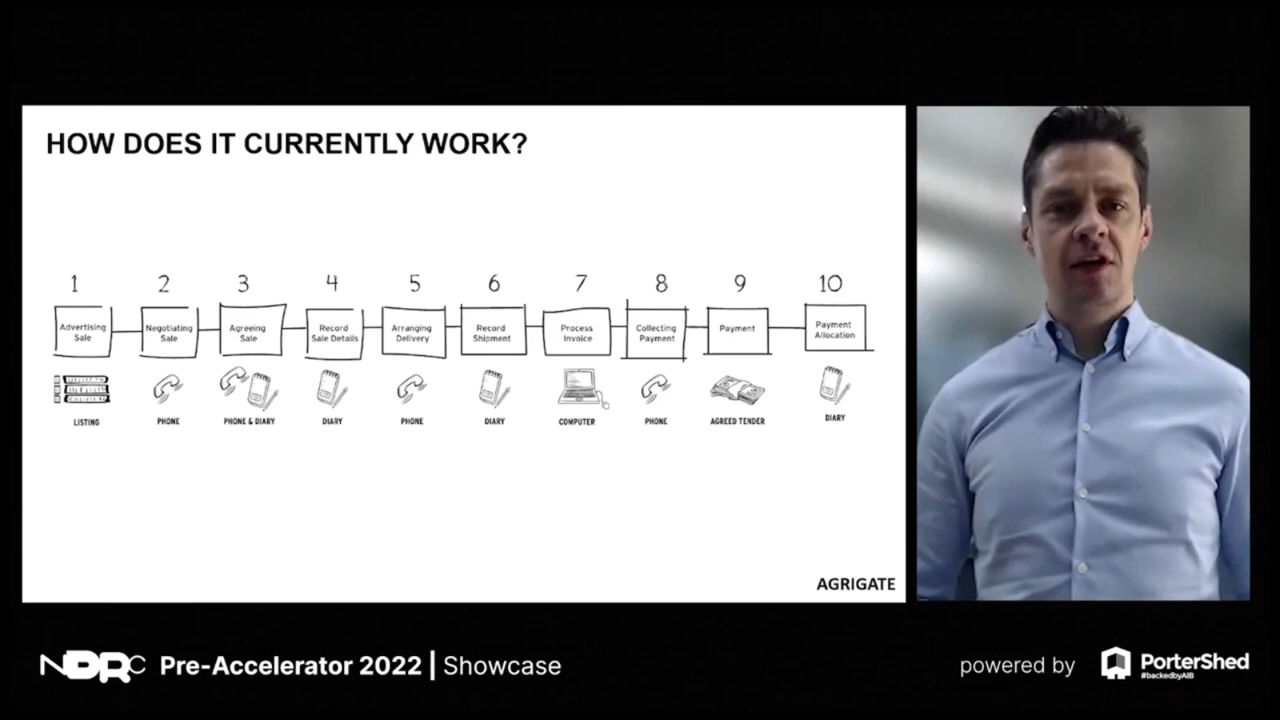 HOW DOES IT CURRENTLY WORK?
1 2 3 4 5 6 7 8 9 10
Advertising
Sale
Negotiating
Sale
Agreeing
Sale
Record
Sale Details
Arranging
Delivery
Record
Shipment
Process
Invoice
Collecting
Payment
Payment
Payment
Allocation
LISTING
PHONE
PHONE & DIARY
DIARY
PHONE
DIARY
COMPUTER
PHONE
AGREED TENDER
DIARY
AGRIGATE
NDRC Pre-Accelerator 2022 | Showcase
powered by
PorterShed
#backedbyAIB